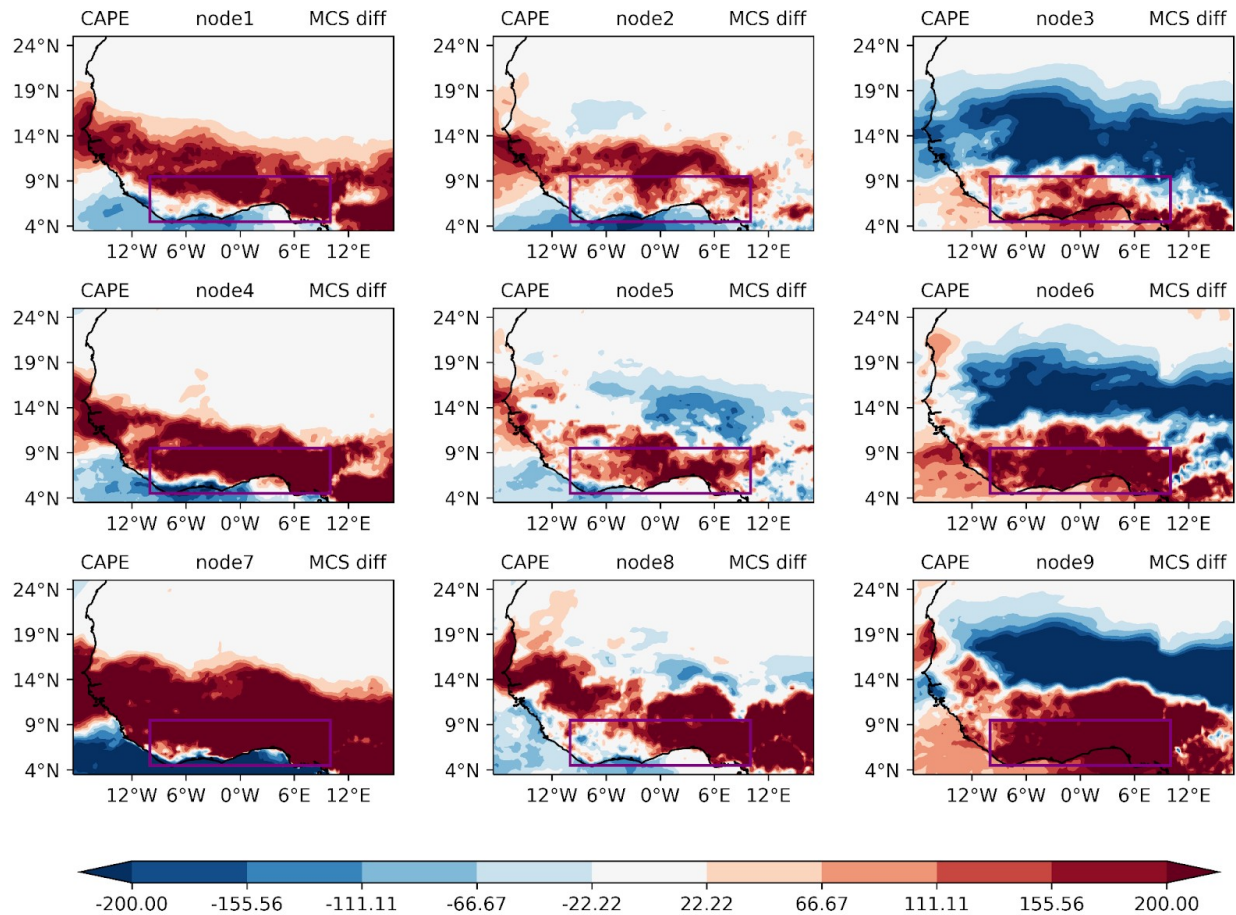 CAPE node1 MCS diff CAPE node2 MCS diff CAPE node3 MCS diff
24°N 24°N 24°N
19°N 19°N 19°N
14°N 14°N 14°N
9°N 9°N 9°N
4°N 4°N 4°N
12°W 6°W 0°W 6°E 12°E 12°W 6°W 0°W 6°E 12°E 12°W 6°W 0°W 6°E 12°E
CAPE node4 MCS diff CAPE node5 MCS diff CAPE node6 MCS diff
24°N 24°N 24°N
19°N 19°N 19°N
14°N 14°N 14°N
9°N 9°N 9°N
4°N 4°N 4°N
12°W 6°W 0°W 6°E 12°E 12°W 6°W 0°W 6°E 12°E 12°W 6°W 0°W 6°E 12°E
CAPE node7 MCS diff CAPE node8 MCS diff CAPE node9 MCS diff
24°N 24°N 24°N
19°N 19°N 19°N
14°N 14°N 14°N
9°N 9°N 9°N
4°N 4°N 4°N
12°W 6°W 0°W 6°E 12°E 12°W 6°W 0°W 6°E 12°E 12°W 6°W 0°W 6°E 12°E
-200.00 -155.56 -111.11 -66.67 -22.22 22.22 66.67 111.11 155.56 200.00